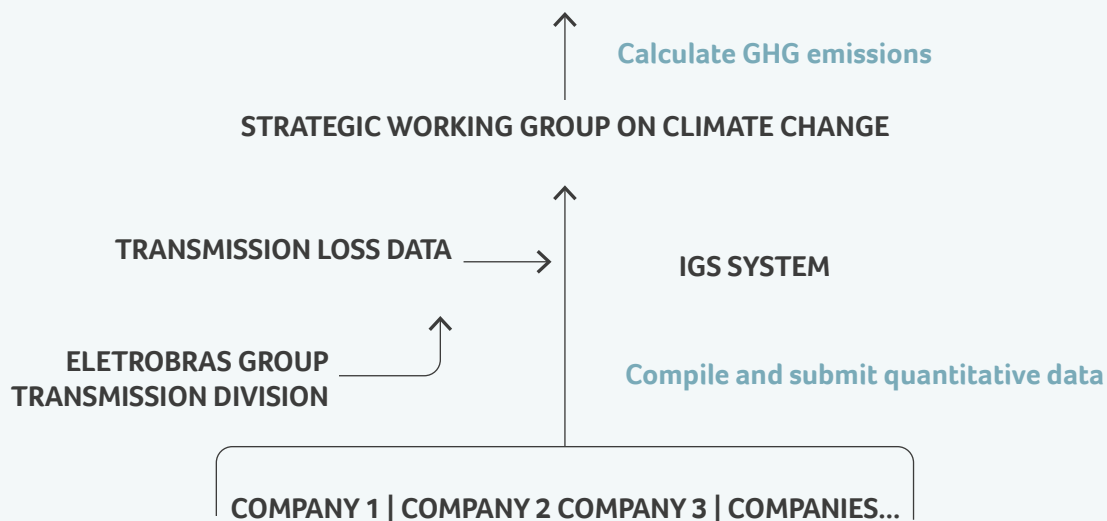 Calculate GHG emissions
STRATEGIC WORKING GROUP ON CLIMATE CHANGE
TRANSMISSION LOSS DATA
IGS SYSTEM
ELETROBRAS GROUP
TRANSMISSION DIVISION
Compile and submit quantitative data
COMPANY 1 | COMPANY 2 COMPANY 3 | COMPANIES...